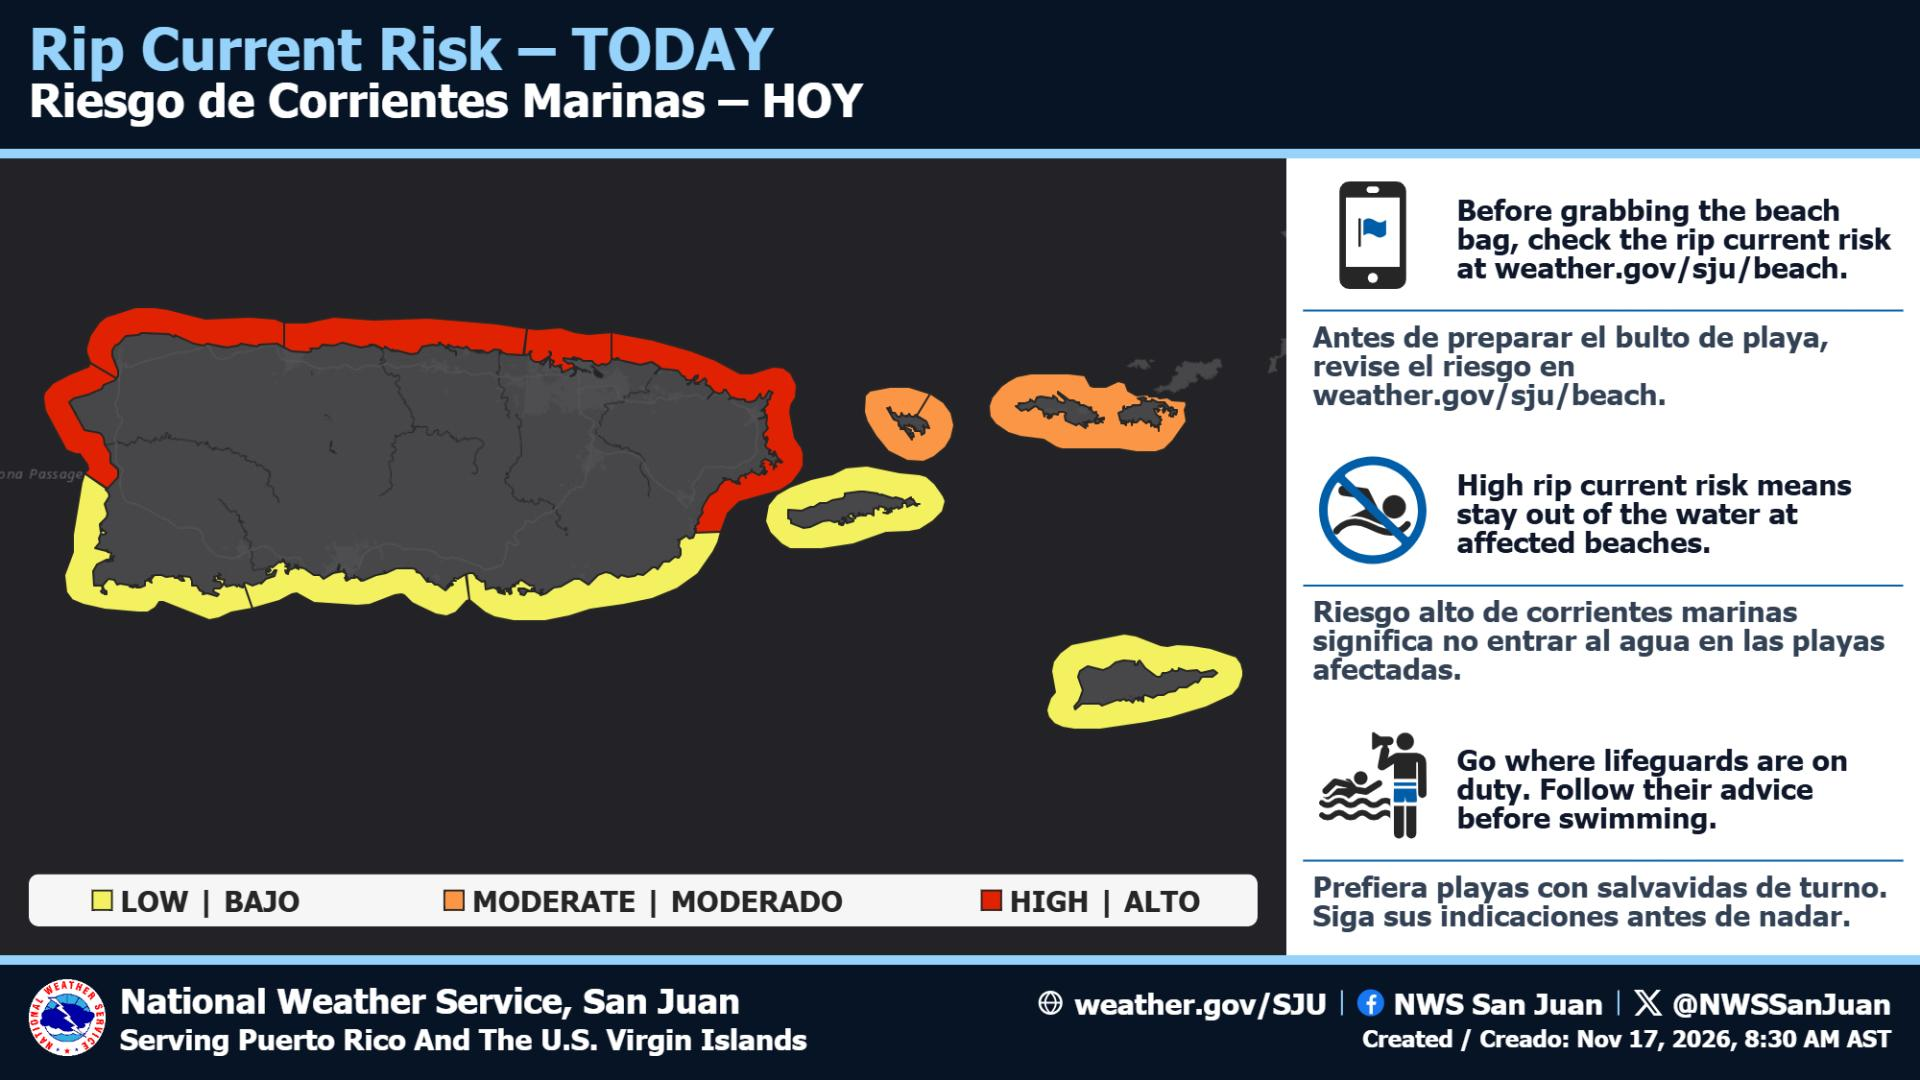 Rip Current Risk – TODAY
Riesgo de Corrientes Marinas – HOY
ona Passage
Before grabbing the beach
bag, check the rip current risk
at weather.gov/sju/beach.
Antes de preparar el bulto de playa,
revise el riesgo en
weather.gov/sju/beach.
High rip current risk means
stay out of the water at
affected beaches.
Riesgo alto de corrientes marinas
significa no entrar al agua en las playas
afectadas.
Go where lifeguards are on
duty. Follow their advice
before swimming.
Prefiera playas con salvavidas de turno.
Siga sus indicaciones antes de nadar.
LOW | BAJO
MODERATE | MODERADO
HIGH | ALTO
NATIONAL WEATHER SERVICE
National Weather Service, San Juan
Serving Puerto Rico And The U.S. Virgin Islands
weather.gov/SJU | NWS San Juan | @NWSSanJuan
Created / Creado: Nov 17, 2026, 8:30 AM AST